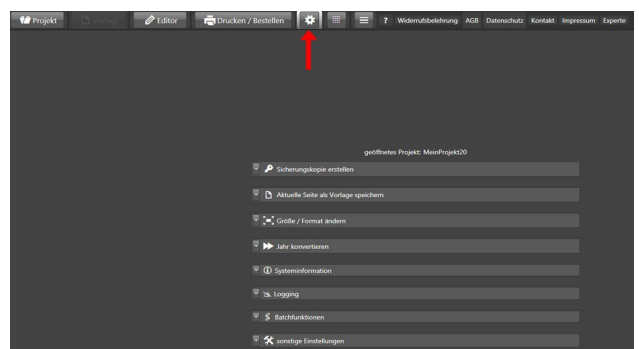 Projekt Vorlage Editor Drucken / Bestellen ? Widerrufsbelehrung AGB Datenschutz Kontakt Impressum Experte
geöffnetes Projekt: MeinProjekt20
Sicherungskopie erstellen
Aktuelle Seite als Vorlage speichern
Größe / Format ändern
Jahr konvertieren
Systeminformation
Logging
Batchfunktionen
sonstige Einstellungen